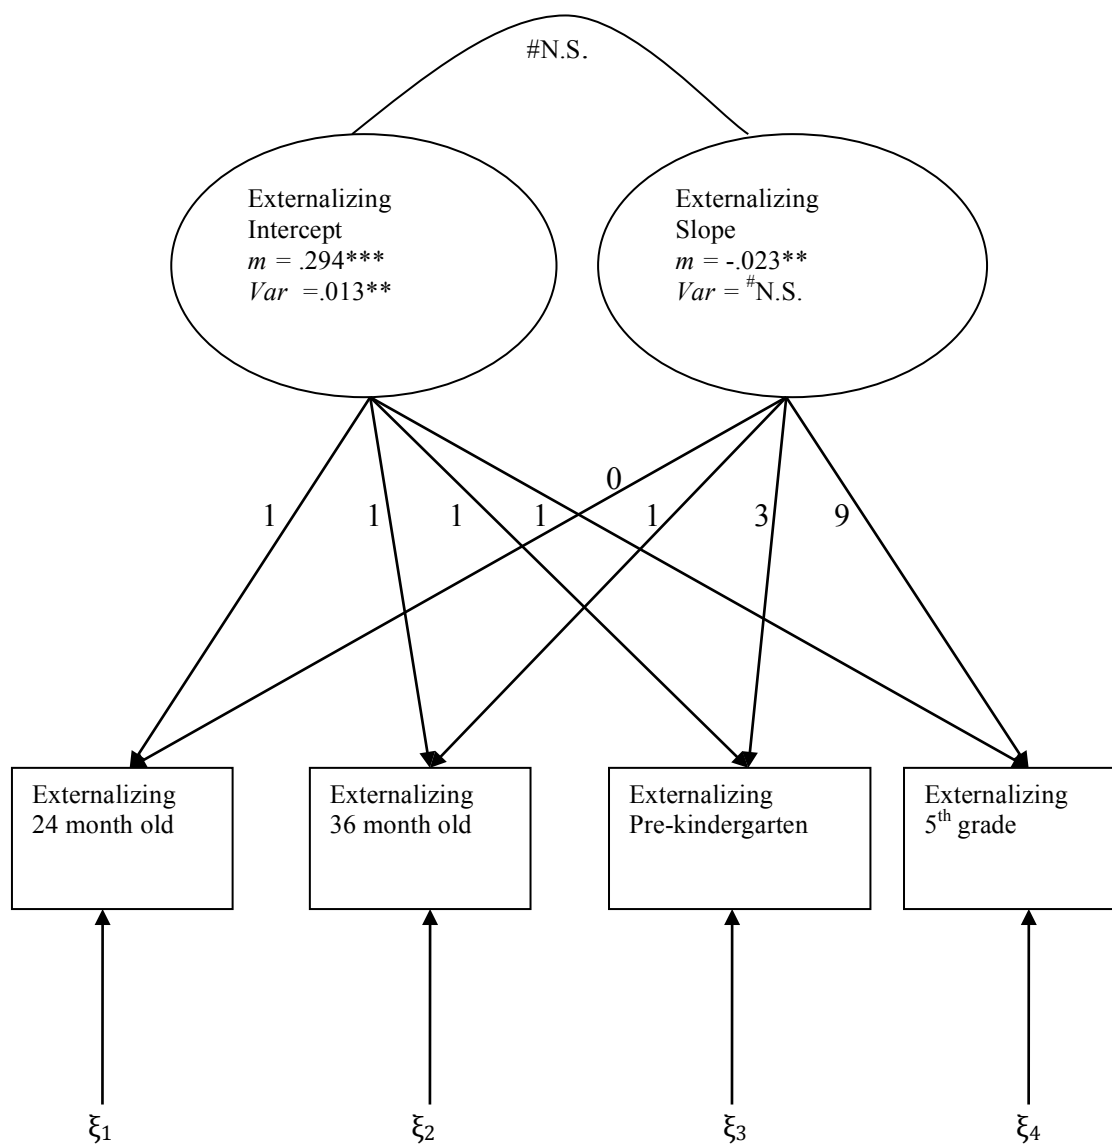 #N.S.
Externalizing
Intercept
m = .294***
Var =.013**
Externalizing
Slope
m = -.023**
Var = #N.S.
0
1 1 1 1 1 3 9
Externalizing
24 month old
Externalizing
36 month old
Externalizing
Pre-kindergarten
Externalizing
5th grade
ξ1 ξ2 ξ3 ξ4